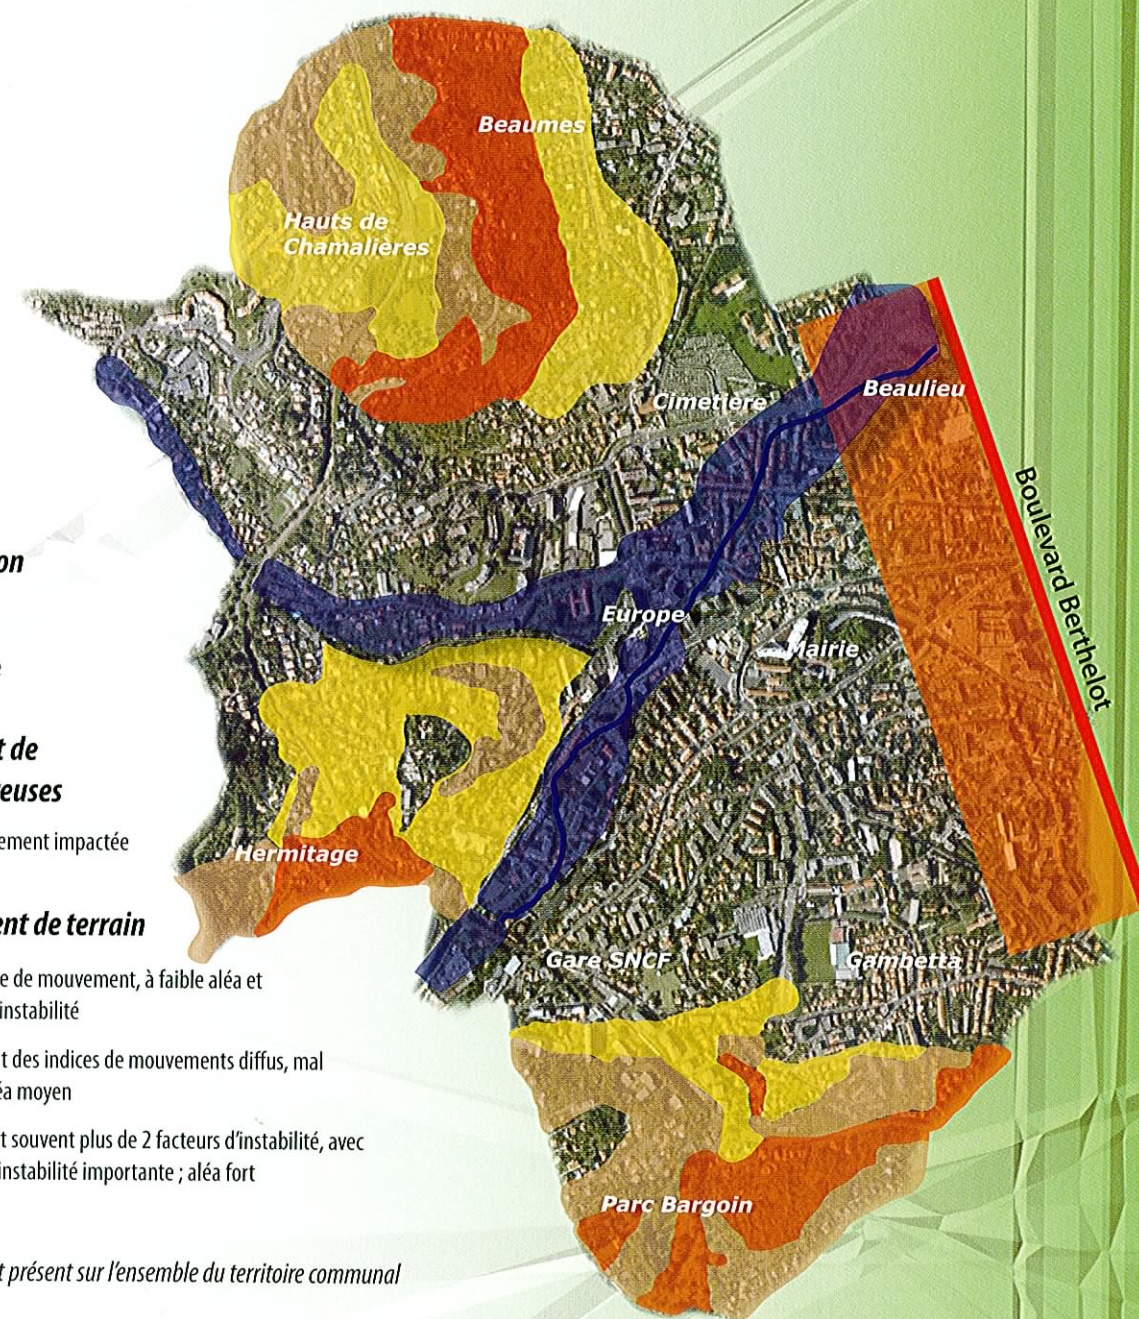 Beaumes
Hauts de
Chamalières
Cimetière
Beaulieu
Boulevard Berthelot
Europe
Mairie
Hermitage
Gare SNCF
Gambetta
Parc Bargoin
on
t de
euses
ement impactée
ent de terrain
e de mouvement, à faible aléa et
instabilité
t des indices de mouvements diffus, mal
éa moyen
t souvent plus de 2 facteurs d'instabilité, avec
instabilité importante ; aléa fort
t présent sur l'ensemble du territoire communal